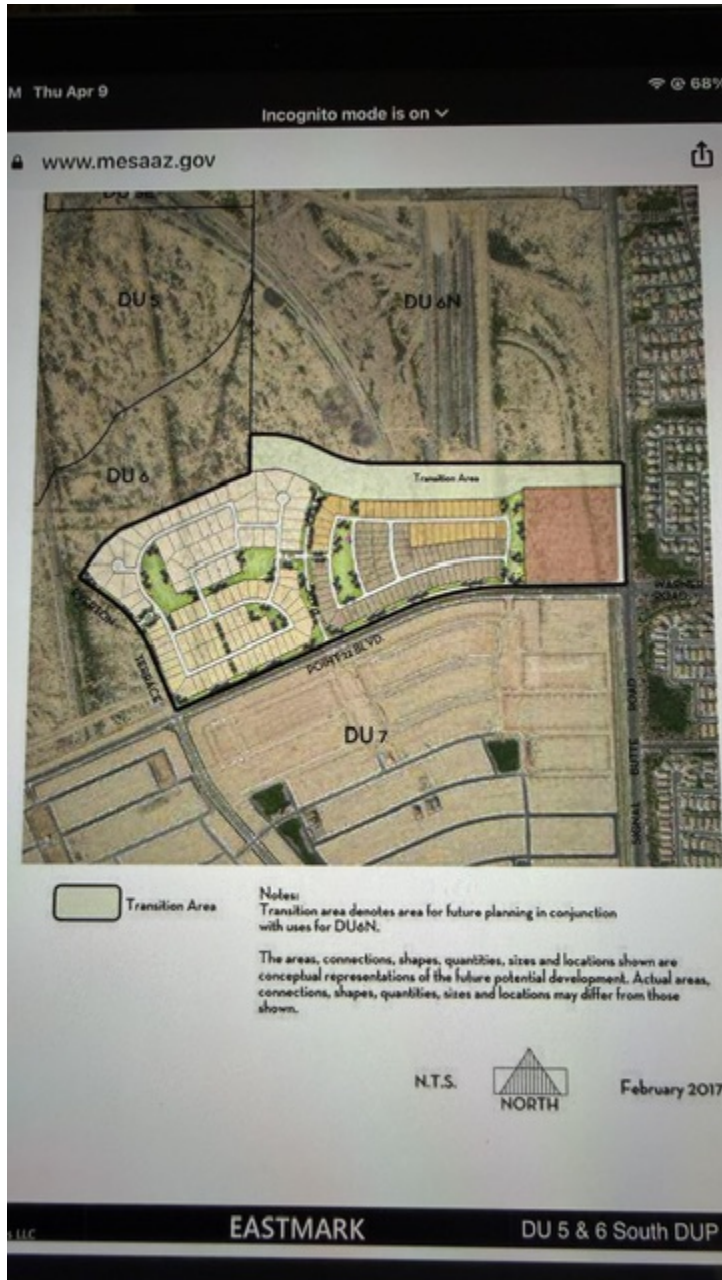 M Thu Apr 9
68%
Incognito mode is on
www.mesaaz.gov
DU 5
DU 6N
DU 6
Transition Area
WARNER ROAD
EVERTON
TERRACE
POINT 22 BLVD.
DU 7
SIGNAL BUTTE ROAD
Transition Area
Notes:
Transition area denotes area for future planning in conjunction
with uses for DU6N.
The areas, connections, shapes, quantities, sizes and locations shown are
conceptual representations of the future potential development. Actual areas,
connections, shapes, quantities, sizes and locations may differ from those
shown.
N.T.S.
NORTH
February 2017
s LLC
EASTMARK
DU 5 & 6 South DUP